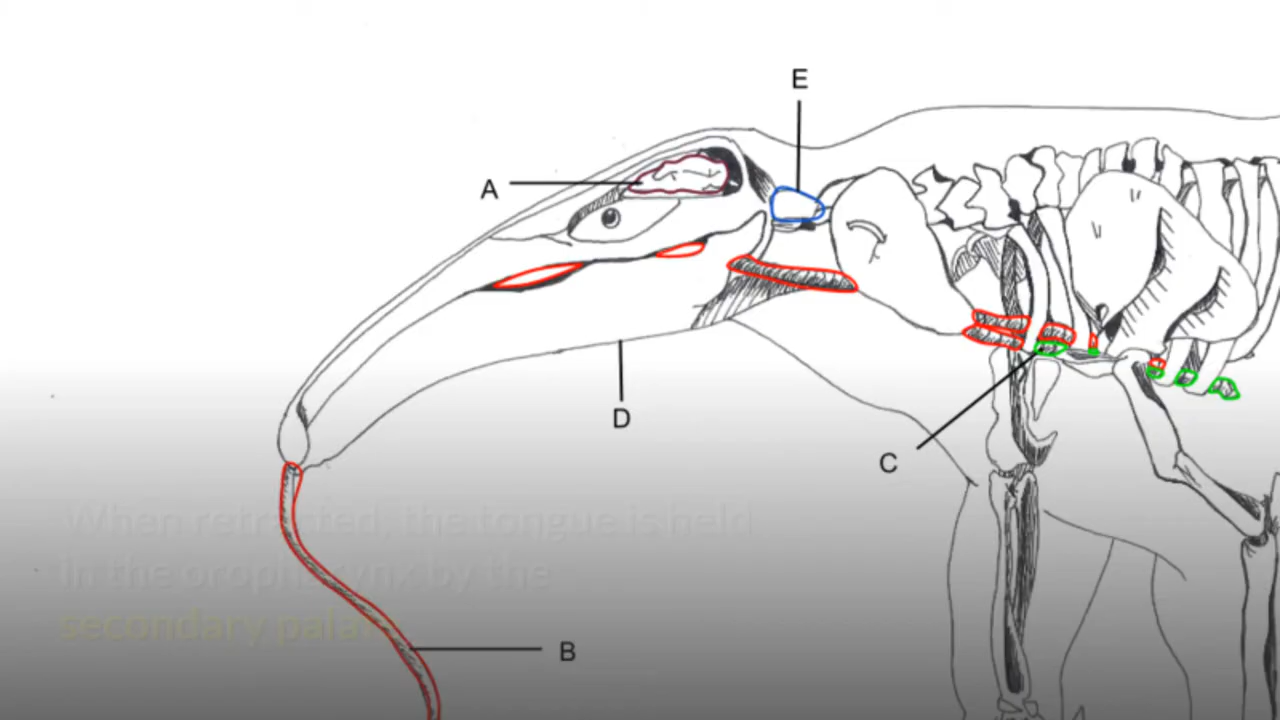 E
A
D
C
When retracted, the tongue is held
in the oropharynx by the
secondary palate
B